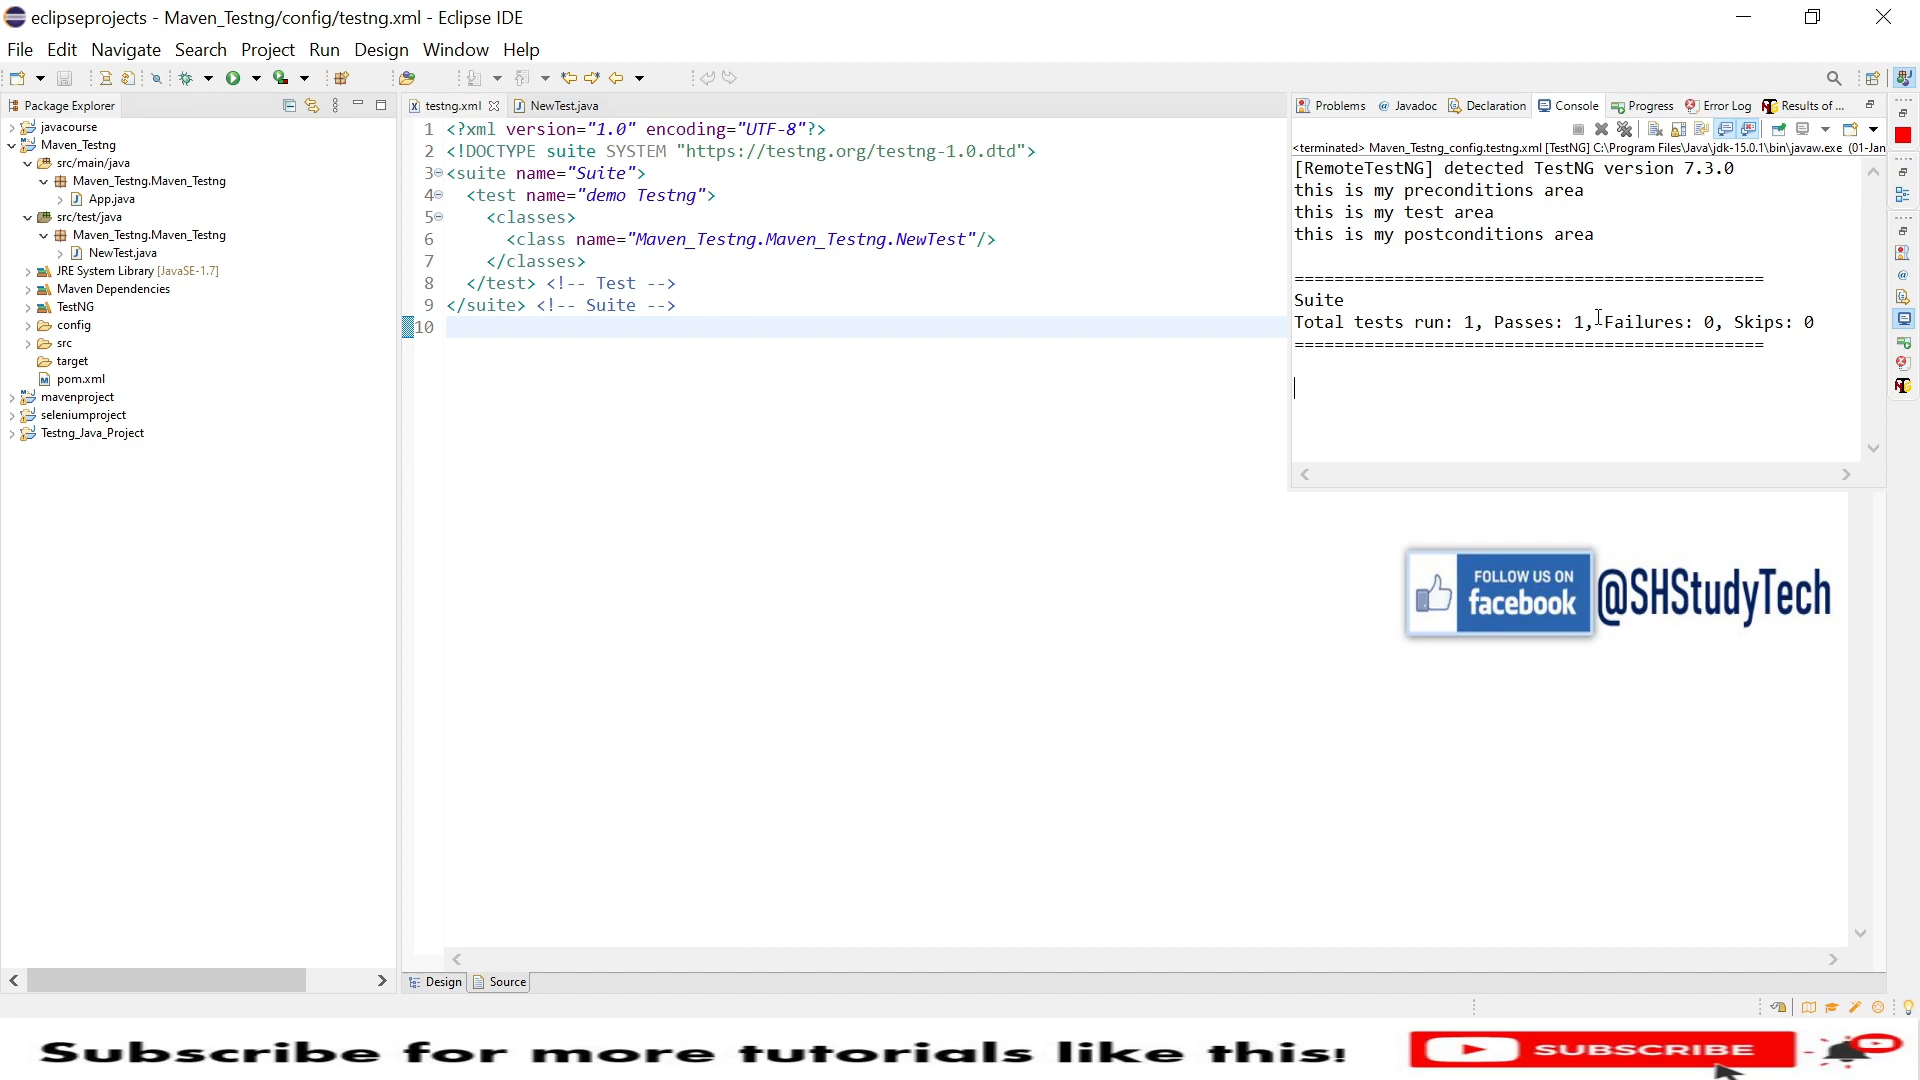 eclipseprojects - Maven_Testng/config/testng.xml - Eclipse IDE
File Edit Navigate Search Project Run Design Window Help
Package Explorer
javacourse
Maven_Testng
src/main/java
Maven_Testng.Maven_Testng
App.java
src/test/java
Maven_Testng.Maven_Testng
NewTest.java
JRE System Library [JavaSE-1.7]
Maven Dependencies
TestNG
config
src
target
pom.xml
mavenproject
seleniumproject
Testng_Java_Project
testng.xml NewTest.java
1 <?xml version="1.0" encoding="UTF-8"?>
2 <!DOCTYPE suite SYSTEM "https://testng.org/testng-1.0.dtd">
3 <suite name="Suite">
4 <test name="demo Testng">
5 <classes>
6 <class name="Maven_Testng.Maven_Testng.NewTest"/>
7 </classes>
8 </test> <!-- Test -->
9 </suite> <!-- Suite -->
10
Design Source
Problems Javadoc Declaration Console Progress Error Log Results of ...
<terminated> Maven_Testng_config.testng.xml [TestNG] C:\Program Files\Java\jdk-15.0.1\bin\javaw.exe (01-Jan
[RemoteTestNG] detected TestNG version 7.3.0
this is my preconditions area
this is my test area
this is my postconditions area
===============================================
Suite
Total tests run: 1, Passes: 1, Failures: 0, Skips: 0
===============================================
FOLLOW US ON
facebook
@SHStudyTech
Subscribe for more tutorials like this!
SUBSCRIBE